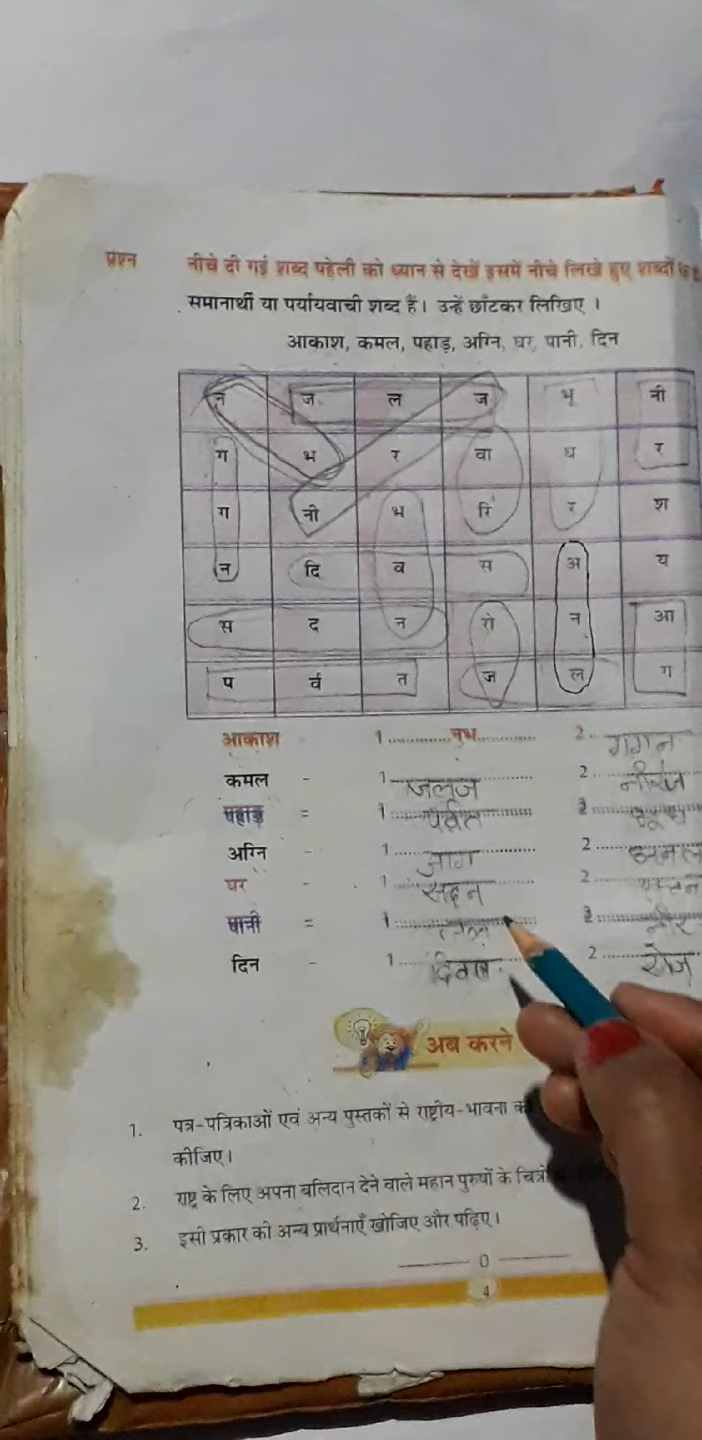 प्रश्न नीचे दी गई शब्द पहेली को ध्यान से देखें इसमें नीचे लिखे हुए शब्दों
समानार्थी या पर्यायवाची शब्द हैं। उन्हें छाँटकर लिखिए ।
आकाश, कमल, पहाड़, अग्नि, घर, पानी, दिन
न ज ल ज भू नी
ग भ र वा ध र
ग नी भ रि र श
न दि व स अ य
स द न रो न आ
प र्व त ज ल ग
आकाश - 1 नभ 2 गगन
कमल - 1 जलज 2 नीरज
पहाड़ = 1 पर्वत 2
अग्नि - 1 आग 2 अनल
घर - 1 सदन 2
पानी = 1 2 नीर
दिन - 1 दिवस 2 रोज
अब करने
1. पत्र-पत्रिकाओं एवं अन्य पुस्तकों से राष्ट्रीय-भावना
कीजिए।
2. राष्ट्र के लिए अपना बलिदान देने वाले महान पुरुषों के चित्रों
3. इसी प्रकार की अन्य प्रार्थनाएँ खोजिए और पढ़िए।
0
4